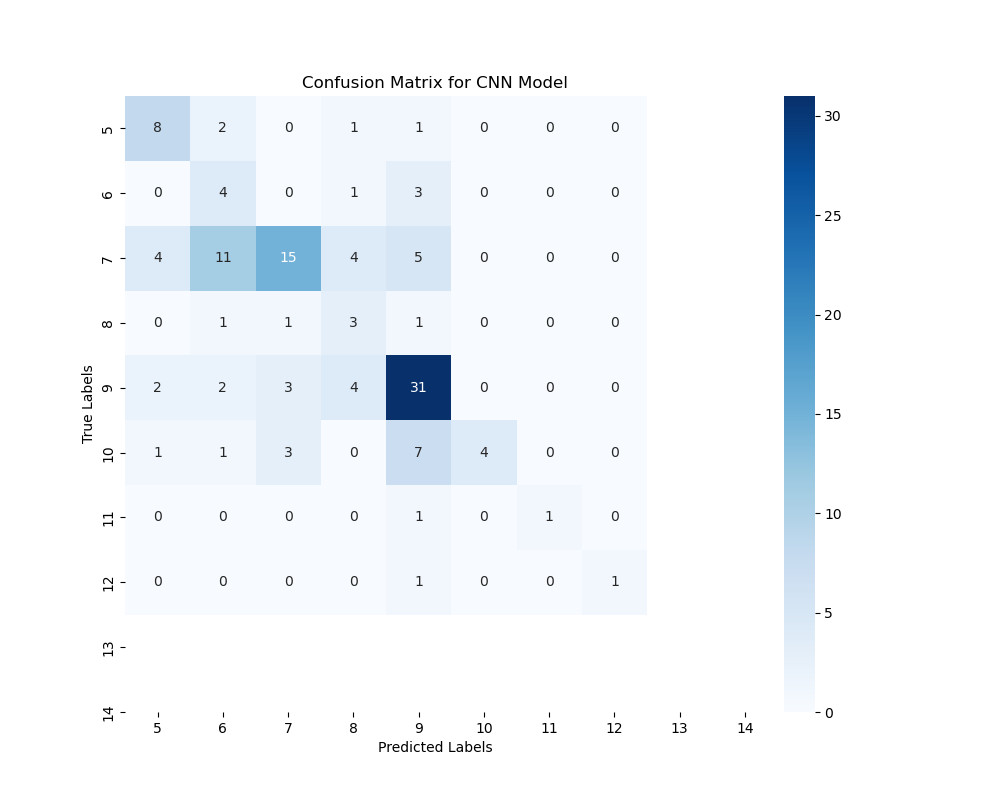 Confusion Matrix for CNN Model
5 8 2 0 1 1 0 0 0 30
6 0 4 0 1 3 0 0 0 25
7 4 11 15 4 5 0 0 0 20
8 0 1 1 3 1 0 0 0
9 2 2 3 4 31 0 0 0 15
True Labels
10 1 1 3 0 7 4 0 0 10
11 0 0 0 0 1 0 1 0
12 0 0 0 0 1 0 0 1 5
13
14 0
5 6 7 8 9 10 11 12 13 14
Predicted Labels